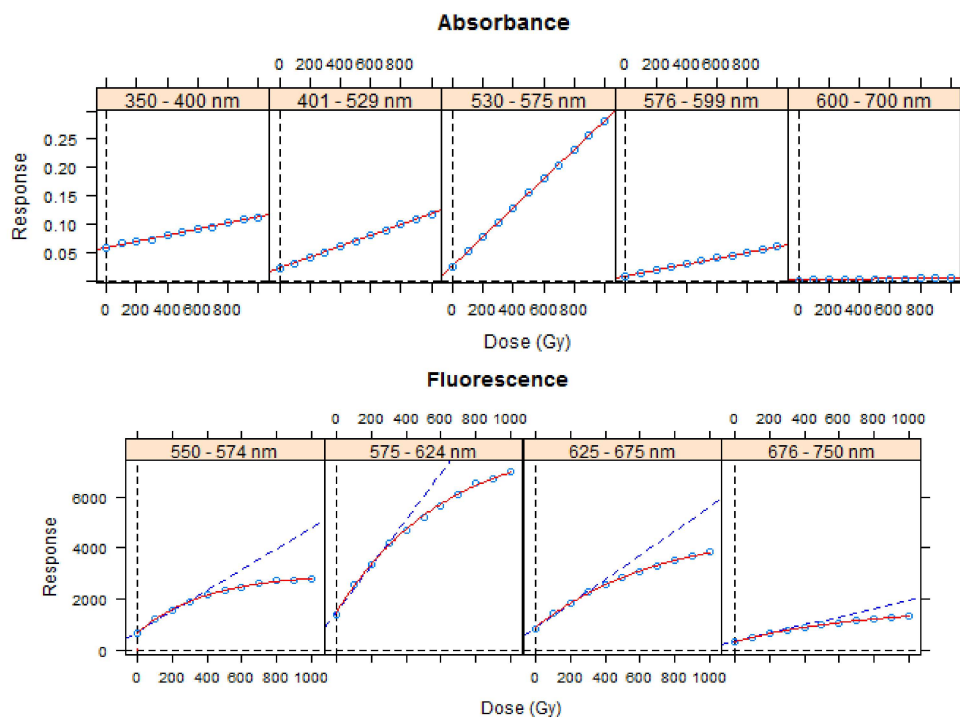 Absorbance
0 200 400 600 800 0 200 400 600 800
350 - 400 nm 401 - 529 nm 530 - 575 nm 576 - 599 nm 600 - 700 nm
0.25
0.20
0.15
0.10
0.05
Response
0 200 400 600 800 0 200 400 600 800 0 200 400 600 800
Dose (Gy)
Fluorescence
0 200 400 600 1000 0 200 400 600 1000
550 - 574 nm 575 - 624 nm 625 - 675 nm 676 - 750 nm
6000
4000
2000
0
Response
0 200 400 600 1000 0 200 400 600 1000
Dose (Gy)